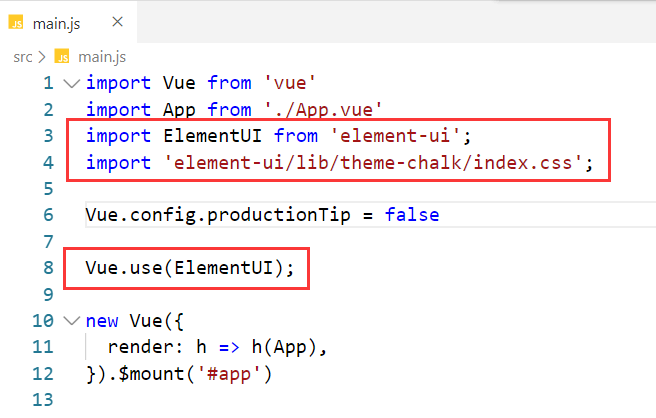 JS main.js ×
src > JS main.js
1 import Vue from 'vue'
2 import App from './App.vue'
3 import ElementUI from 'element-ui';
4 import 'element-ui/lib/theme-chalk/index.css';
5
6 Vue.config.productionTip = false
7
8 Vue.use(ElementUI);
9
10 new Vue({
11   render: h => h(App),
12 }).$mount('#app')
13